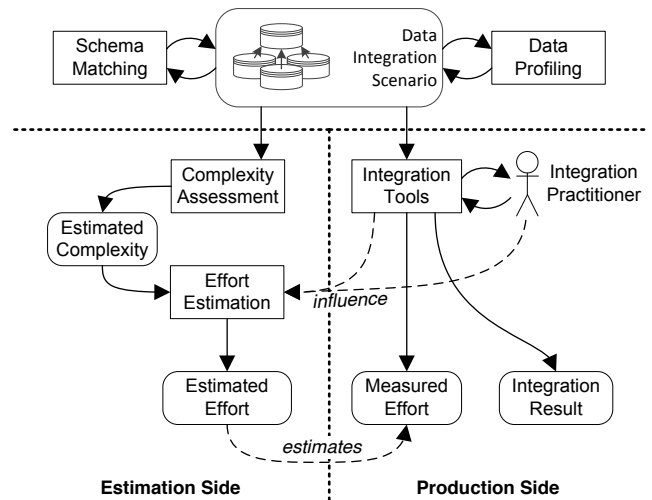 Schema
Matching
Data
Integration
Scenario
Data
Profiling
Complexity
Assessment
Integration
Tools
Integration
Practitioner
Estimated
Complexity
Effort
Estimation
influence
Estimated
Effort
Measured
Effort
Integration
Result
estimates
Estimation Side
Production Side